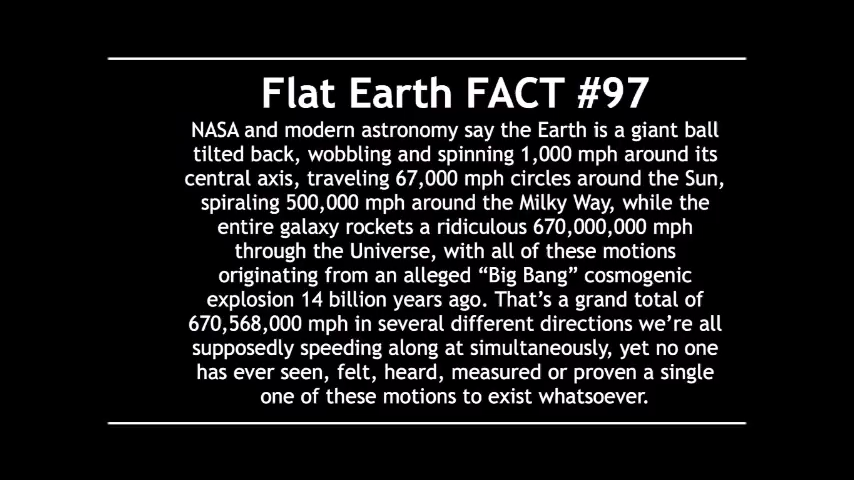 Flat Earth FACT #97
NASA and modern astronomy say the Earth is a giant ball
tilted back, wobbling and spinning 1,000 mph around its
central axis, traveling 67,000 mph circles around the Sun,
spiraling 500,000 mph around the Milky Way, while the
entire galaxy rockets a ridiculous 670,000,000 mph
through the Universe, with all of these motions
originating from an alleged “Big Bang” cosmogenic
explosion 14 billion years ago. That’s a grand total of
670,568,000 mph in several different directions we’re all
supposedly speeding along at simultaneously, yet no one
has ever seen, felt, heard, measured or proven a single
one of these motions to exist whatsoever.